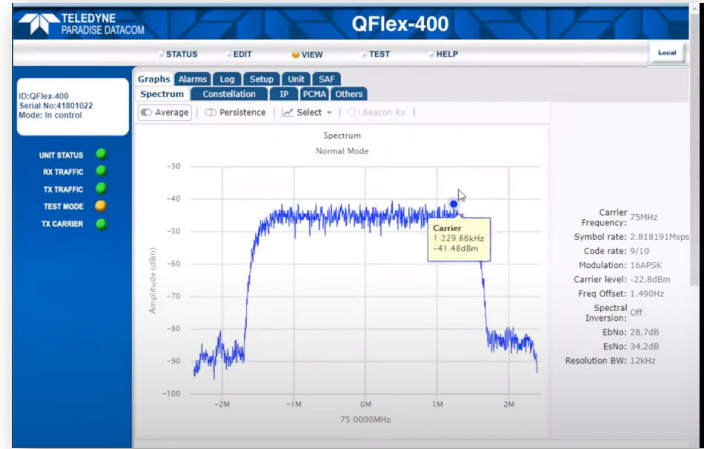 TELEDYNE
PARADISE DATACOM
QFlex-400
STATUS EDIT VIEW TEST HELP
Local
ID:QFlex-400
Serial No:41801022
Mode: In control
UNIT STATUS
RX TRAFFIC
TX TRAFFIC
TEST MODE
TX CARRIER
Graphs Alarms Log Setup Unit SAF
Spectrum Constellation IP PCMA Others
Average Persistence Select Beacon Rx
Spectrum
Normal Mode
Amplitude (dBm)
-30
-40
-50
-60
-70
-80
-90
-100
-2M -1M 0M 1M 2M
75.0000MHz
Carrier
1 229.88kHz
-41.48dBm
Carrier Frequency: 75MHz
Symbol rate: 2.818191Msps
Code rate: 9/10
Modulation: 16APSK
Carrier level: -22.8dBm
Freq Offset: 1.490Hz
Spectral Inversion: Off
EbNo: 28.7dB
EsNo: 34.2dB
Resolution BW: 12kHz